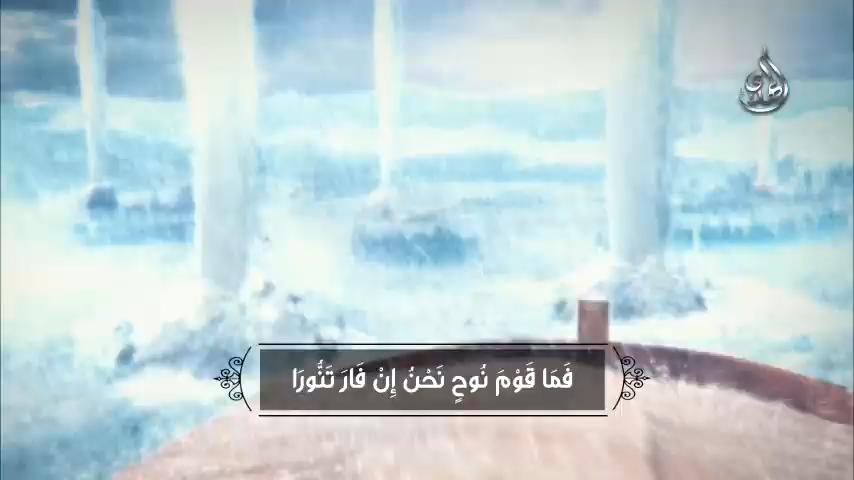 فَمَا قَوْمَ نُوحٍ نَحْنُ إِنْ فَارَ تَنُّورَا